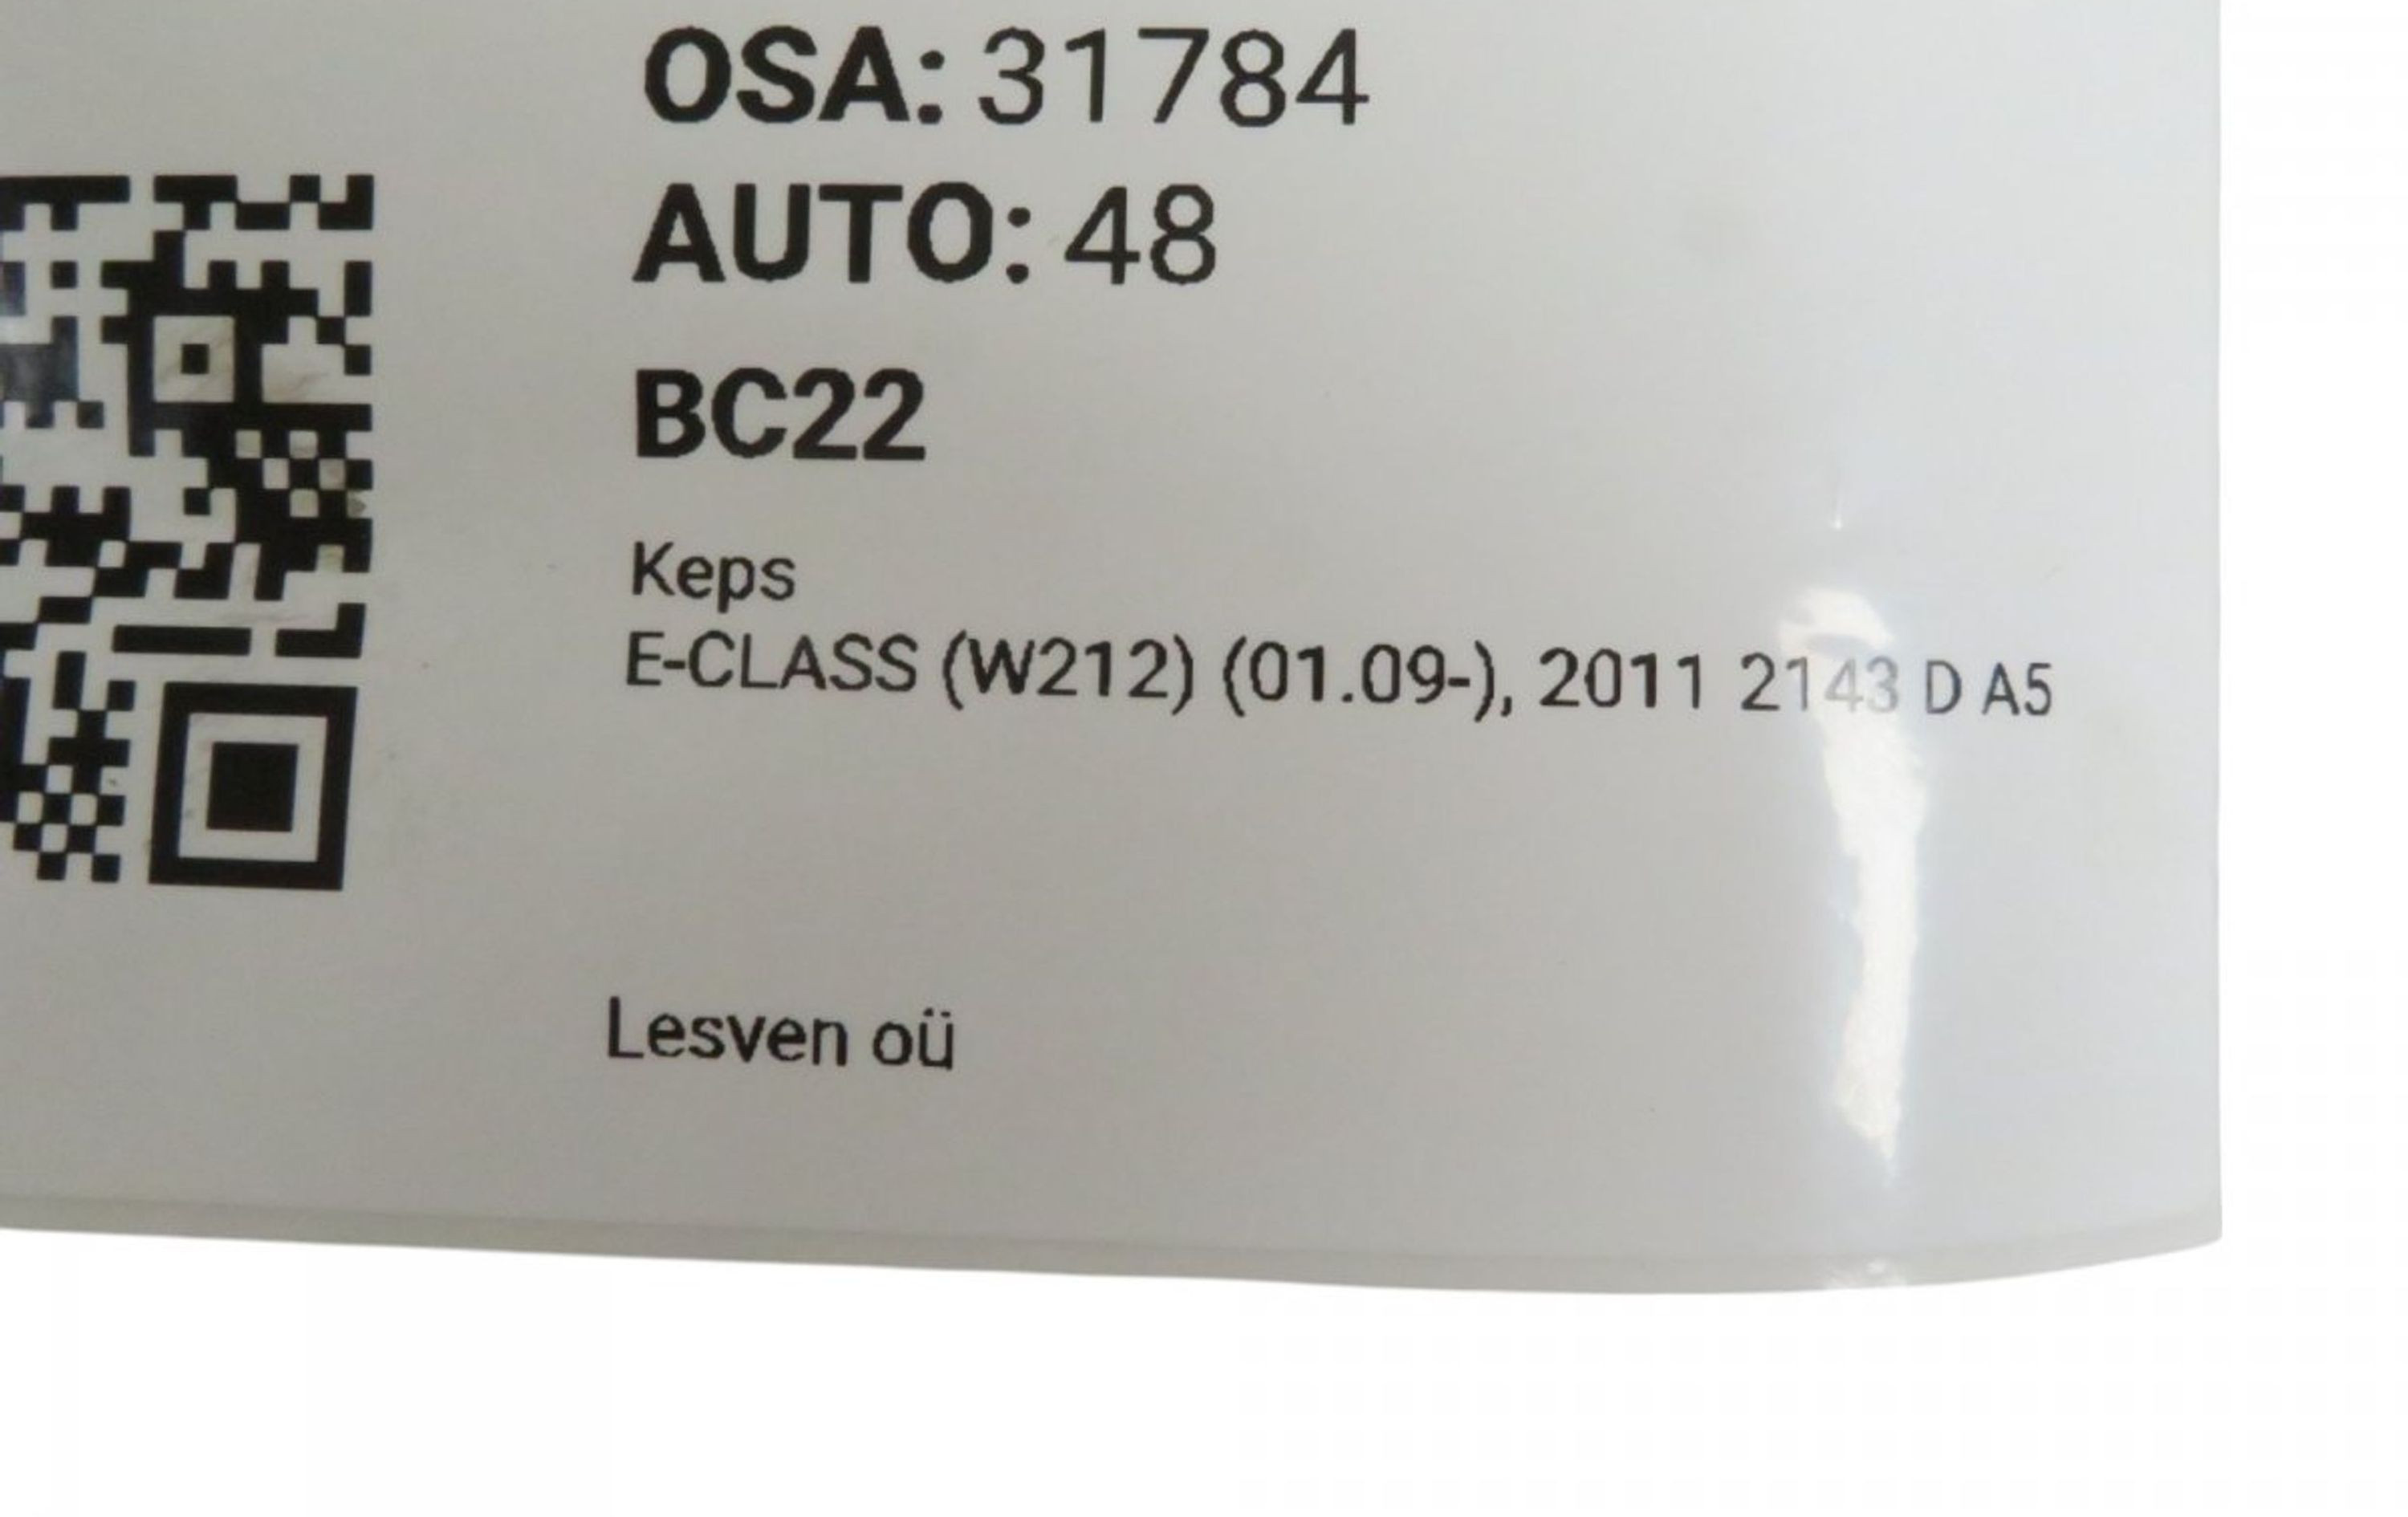 OSA: 31784
AUTO: 48
BC22
Keps
E-CLASS (W212) (01.09-), 2011 2143 D A5
Lesven oü